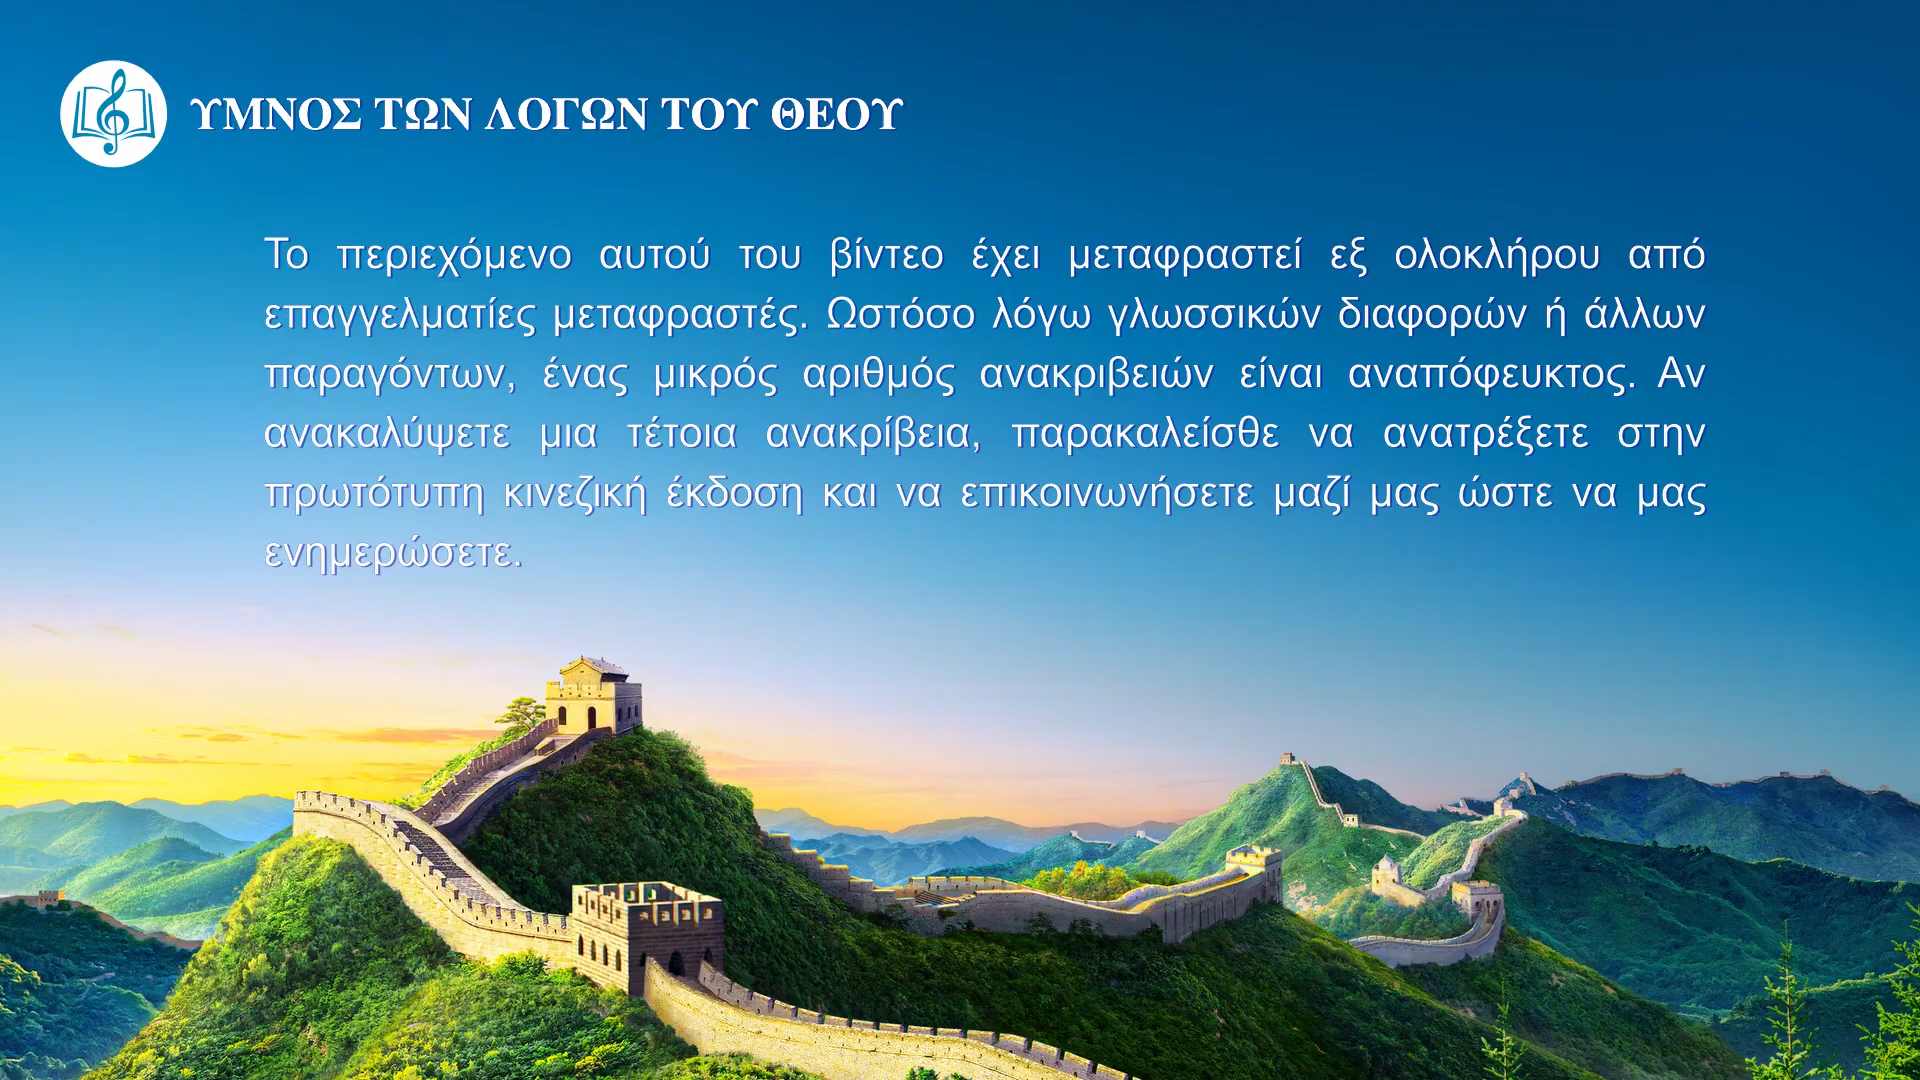 ΥΜΝΟΣ ΤΩΝ ΛΟΓΩΝ ΤΟΥ ΘΕΟΥ
Το περιεχόμενο αυτού του βίντεο έχει μεταφραστεί εξ ολοκλήρου από
επαγγελματίες μεταφραστές. Ωστόσο λόγω γλωσσικών διαφορών ή άλλων
παραγόντων, ένας μικρός αριθμός ανακριβειών είναι αναπόφευκτος. Αν
ανακαλύψετε μια τέτοια ανακρίβεια, παρακαλείσθε να ανατρέξετε στην
πρωτότυπη κινεζική έκδοση και να επικοινωνήσετε μαζί μας ώστε να μας
ενημερώσετε.